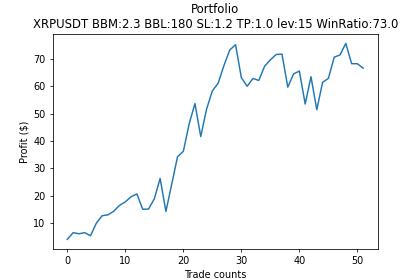 Portfolio
XRPUSDT BBM:2.3 BBL:180 SL:1.2 TP:1.0 lev:15 WinRatio:73.0
70
60
50
40
30
20
10
Profit ($)
0 10 20 30 40 50
Trade counts